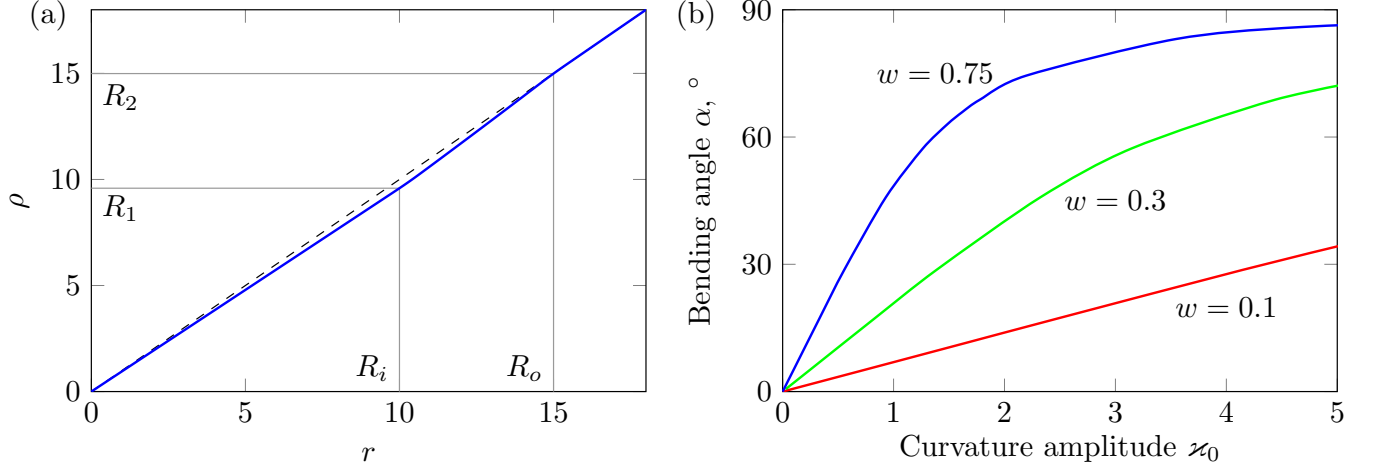 (a)
ρ
15
10
5
0
R₂
R₁
Rᵢ
Rₒ
0
5
10
15
r
(b)
Bending angle α, °
90
60
30
0
w = 0.75
w = 0.3
w = 0.1
0
1
2
3
4
5
Curvature amplitude ϰ₀